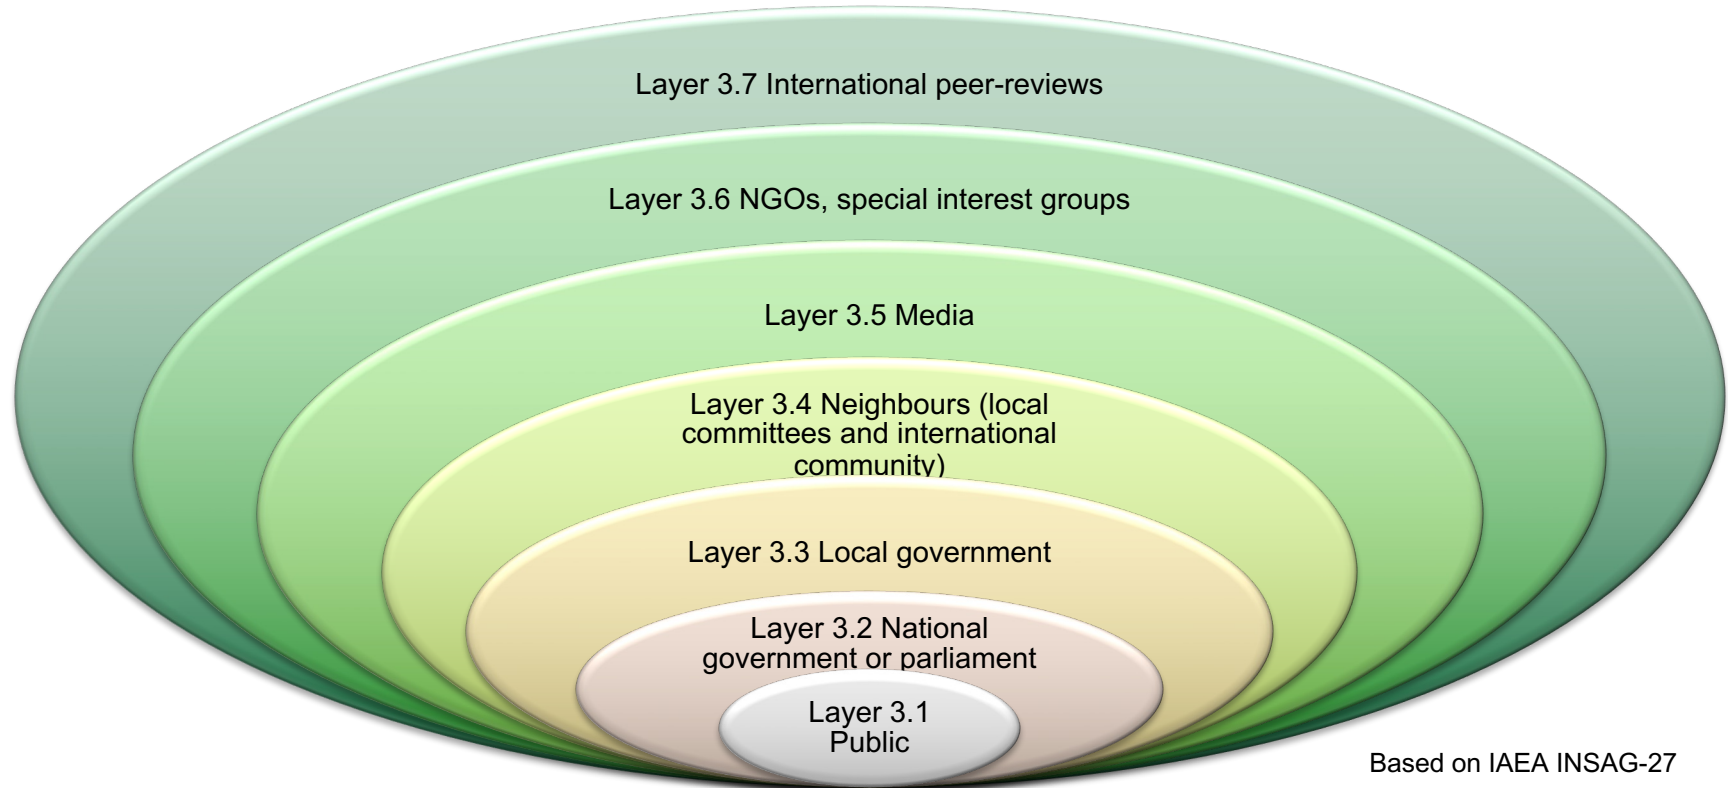 Layer 3.7 International peer-reviews
Layer 3.6 NGOs, special interest groups
Layer 3.5 Media
Layer 3.4 Neighbours (local
committees and international
community)
Layer 3.3 Local government
Layer 3.2 National
government or parliament
Layer 3.1
Public
Based on IAEA INSAG-27